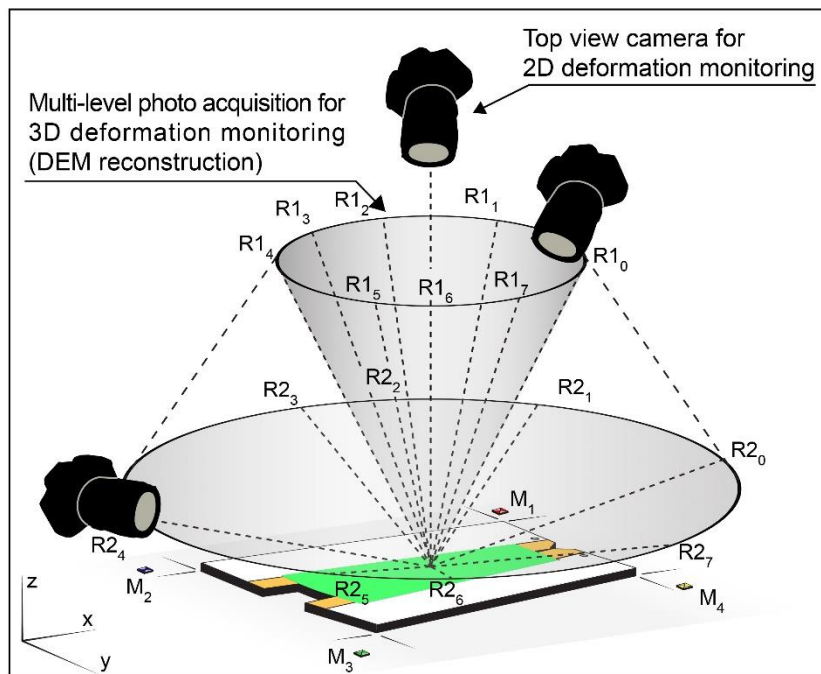 Top view camera for
2D deformation monitoring
Multi-level photo acquisition for
3D deformation monitoring
(DEM reconstruction)
R1₂
R1₁
R1₃
R1₄
R1₀
R1₅
R1₆
R1₇
R2₃
R2₂
R2₁
R2₀
M₁
R2₄
R2₇
M₂
R2₅
R2₆
M₄
z
x
y
M₃